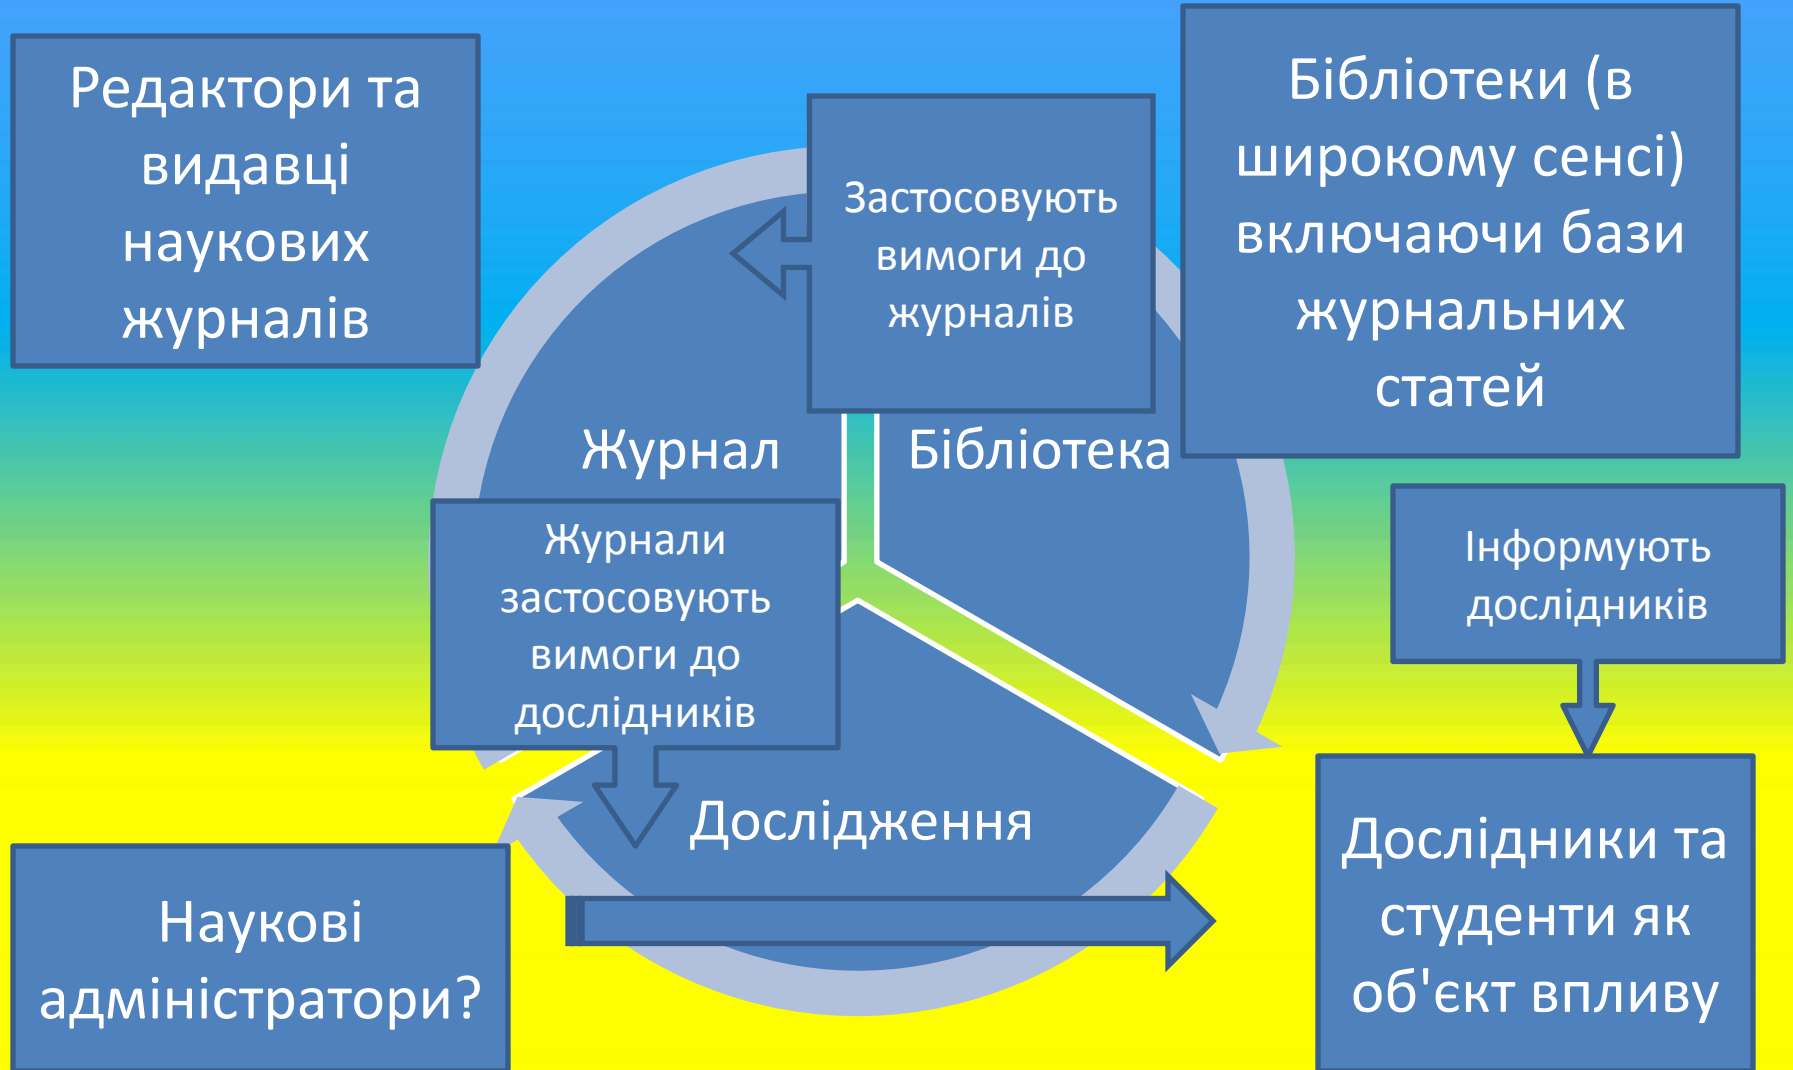 Редактори та
видавці
наукових
журналів
Застосовують
вимоги до
журналів
Бібліотеки (в
широкому сенсі)
включаючи бази
журнальних
статей
Журнал
Бібліотека
Журнали
застосовують
вимоги до
дослідників
Інформують
дослідників
Дослідження
Наукові
адміністратори?
Дослідники та
студенти як
об'єкт впливу